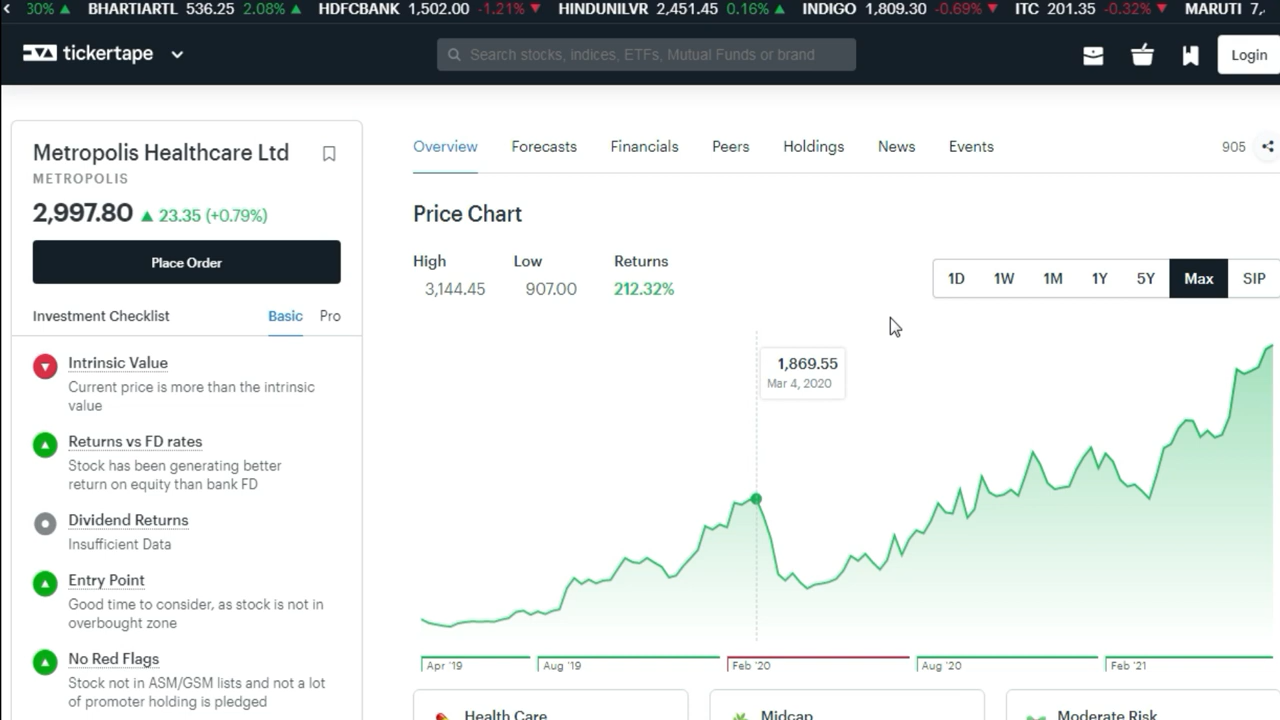 30% ▲ BHARTIARTL 536.25 2.08% ▲ HDFCBANK 1,502.00 -1.21% ▼ HINDUNILVR 2,451.45 0.16% ▲ INDIGO 1,809.30 -0.69% ▼ ITC 201.35 -0.32% ▼ MARUTI 7,
tickertape
Search stocks, indices, ETFs, Mutual Funds or brand
Login
Metropolis Healthcare Ltd
METROPOLIS
2,997.80 ▲ 23.35 (+0.79%)
Place Order
Investment Checklist Basic Pro
Intrinsic Value
Current price is more than the intrinsic
value
Returns vs FD rates
Stock has been generating better
return on equity than bank FD
Dividend Returns
Insufficient Data
Entry Point
Good time to consider, as stock is not in
overbought zone
No Red Flags
Stock not in ASM/GSM lists and not a lot
of promoter holding is pledged
Overview Forecasts Financials Peers Holdings News Events
905
Price Chart
High Low Returns
3,144.45 907.00 212.32%
1D 1W 1M 1Y 5Y Max SIP
1,869.55
Mar 4, 2020
Apr '19 Aug '19 Feb '20 Aug '20 Feb '21
Health Care Midcap Moderate Risk